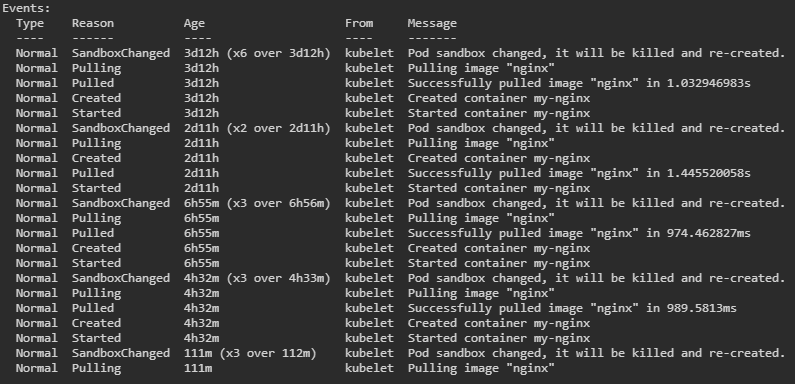 Events:
Type Reason Age From Message
---- ------ ---- ---- -------
Normal SandboxChanged 3d12h (x6 over 3d12h) kubelet Pod sandbox changed, it will be killed and re-created.
Normal Pulling 3d12h kubelet Pulling image "nginx"
Normal Pulled 3d12h kubelet Successfully pulled image "nginx" in 1.032946983s
Normal Created 3d12h kubelet Created container my-nginx
Normal Started 3d12h kubelet Started container my-nginx
Normal SandboxChanged 2d11h (x2 over 2d11h) kubelet Pod sandbox changed, it will be killed and re-created.
Normal Pulling 2d11h kubelet Pulling image "nginx"
Normal Created 2d11h kubelet Created container my-nginx
Normal Pulled 2d11h kubelet Successfully pulled image "nginx" in 1.445520058s
Normal Started 2d11h kubelet Started container my-nginx
Normal SandboxChanged 6h55m (x3 over 6h56m) kubelet Pod sandbox changed, it will be killed and re-created.
Normal Pulling 6h55m kubelet Pulling image "nginx"
Normal Pulled 6h55m kubelet Successfully pulled image "nginx" in 974.462827ms
Normal Created 6h55m kubelet Created container my-nginx
Normal Started 6h55m kubelet Started container my-nginx
Normal SandboxChanged 4h32m (x3 over 4h33m) kubelet Pod sandbox changed, it will be killed and re-created.
Normal Pulling 4h32m kubelet Pulling image "nginx"
Normal Pulled 4h32m kubelet Successfully pulled image "nginx" in 989.5813ms
Normal Created 4h32m kubelet Created container my-nginx
Normal Started 4h32m kubelet Started container my-nginx
Normal SandboxChanged 111m (x3 over 112m) kubelet Pod sandbox changed, it will be killed and re-created.
Normal Pulling 111m kubelet Pulling image "nginx"